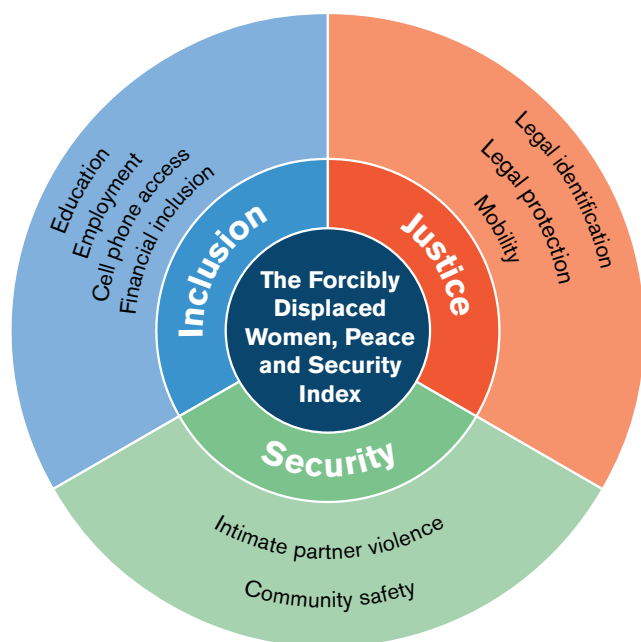 The Forcibly
Displaced
Women, Peace
and Security
Index
Inclusion
Education
Employment
Cell phone access
Financial inclusion
Justice
Legal identification
Legal protection
Mobility
Security
Intimate partner violence
Community safety